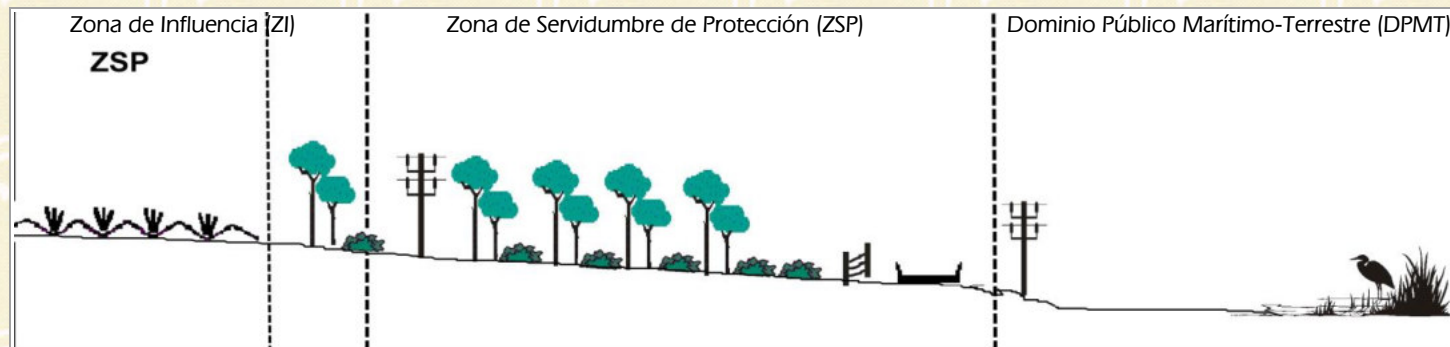 Zona de Influencia (ZI) Zona de Servidumbre de Protección (ZSP) Dominio Público Marítimo-Terrestre (DPMT)
ZSP